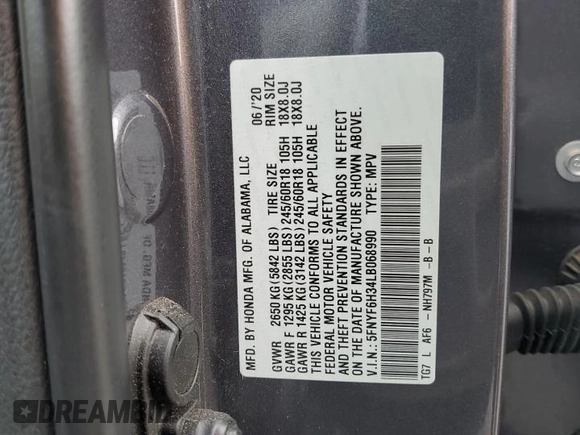 MFD. BY HONDA MFG. OF ALABAMA, LLC 06/'20
GVWR 2650 KG (5842 LBS) TIRE SIZE RIM SIZE
GAWR F 1295 KG (2855 LBS) 245/60R18 105H 18X8.0J
GAWR R 1425 KG (3142 LBS) 245/60R18 105H 18X8.0J
THIS VEHICLE CONFORMS TO ALL APPLICABLE
FEDERAL MOTOR VEHICLE SAFETY
AND THEFT PREVENTION STANDARDS IN EFFECT
ON THE DATE OF MANUFACTURE SHOWN ABOVE.
V.I.N.: 5FNYF6H34LB068990 TYPE: MPV
TG7 L AF6 - NH797M -B -B
DREAMBID